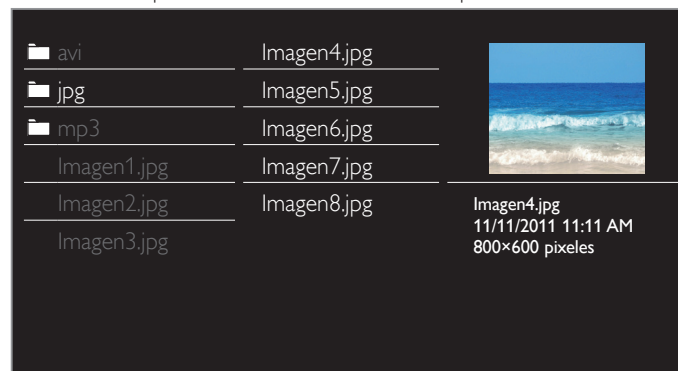 avi
jpg
mp3
Imagen1.jpg
Imagen2.jpg
Imagen3.jpg
Imagen4.jpg
Imagen5.jpg
Imagen6.jpg
Imagen7.jpg
Imagen8.jpg
Imagen4.jpg
11/11/2011 11:11 AM
800×600 pixeles